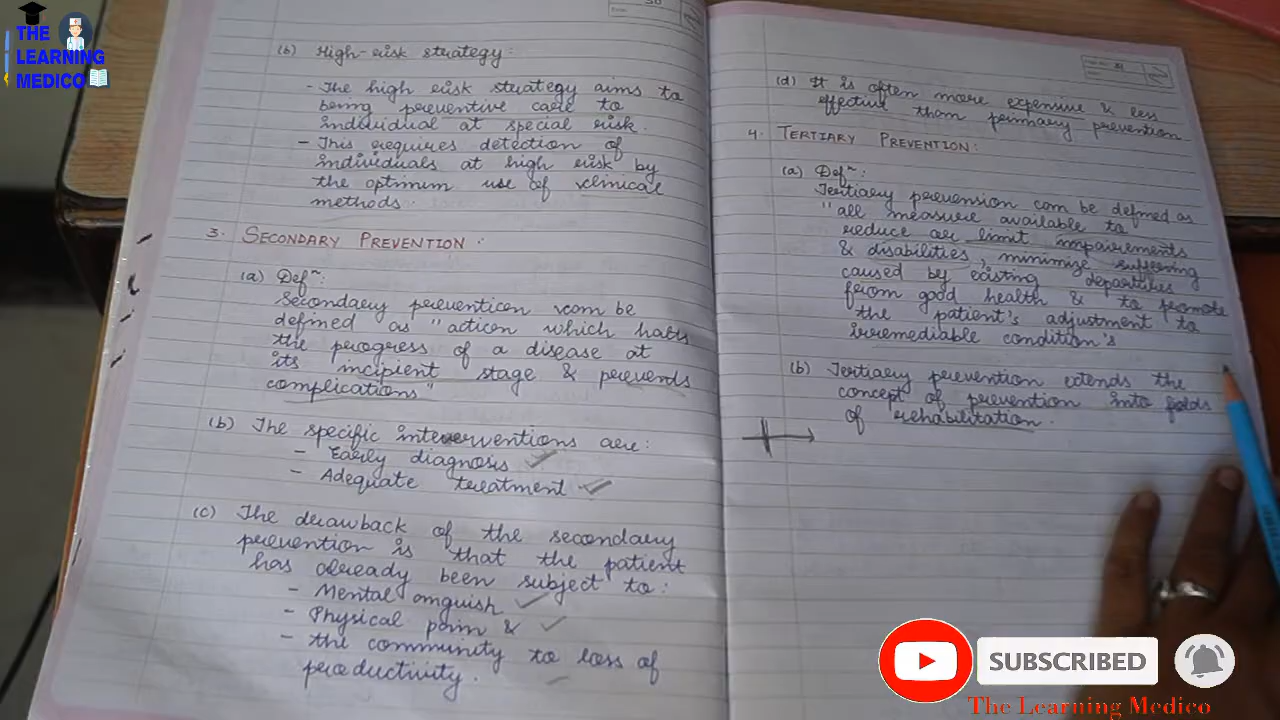 THE
LEARNING
MEDICO
(b) High-risk strategy:
- The high risk strategy aims to
being preventive care to
individual at special risk.
- This requires detection of
individuals at high risk by
the optimum use of clinical
methods.
3. SECONDARY PREVENTION:
(a) Def~:
Secondary prevention can be
defined as "action which halts
the progress of a disease at
its incipient stage & prevents
complications"
(b) The specific interventions are:
- Early diagnosis
- Adequate treatment
(c) The drawback of the secondary
prevention is that the patient
has already been subject to:
- Mental anguish
- Physical pain &
- the community to loss of
productivity.
(d) It is often more expensive & less
effective than primary prevention
4. TERTIARY PREVENTION:
(a) Def~:
Tertiary prevension can be defined as
"all measure available to
reduce or limit impairements
& disabilities, minimize suffering
caused by existing departures
from good health & to promote
the patient's adjustment to
irremediable condition's
(b) Tertiary prevention extends the
concept of prevention into fields
of rehabilitation.
SUBSCRIBED
The Learning Medico